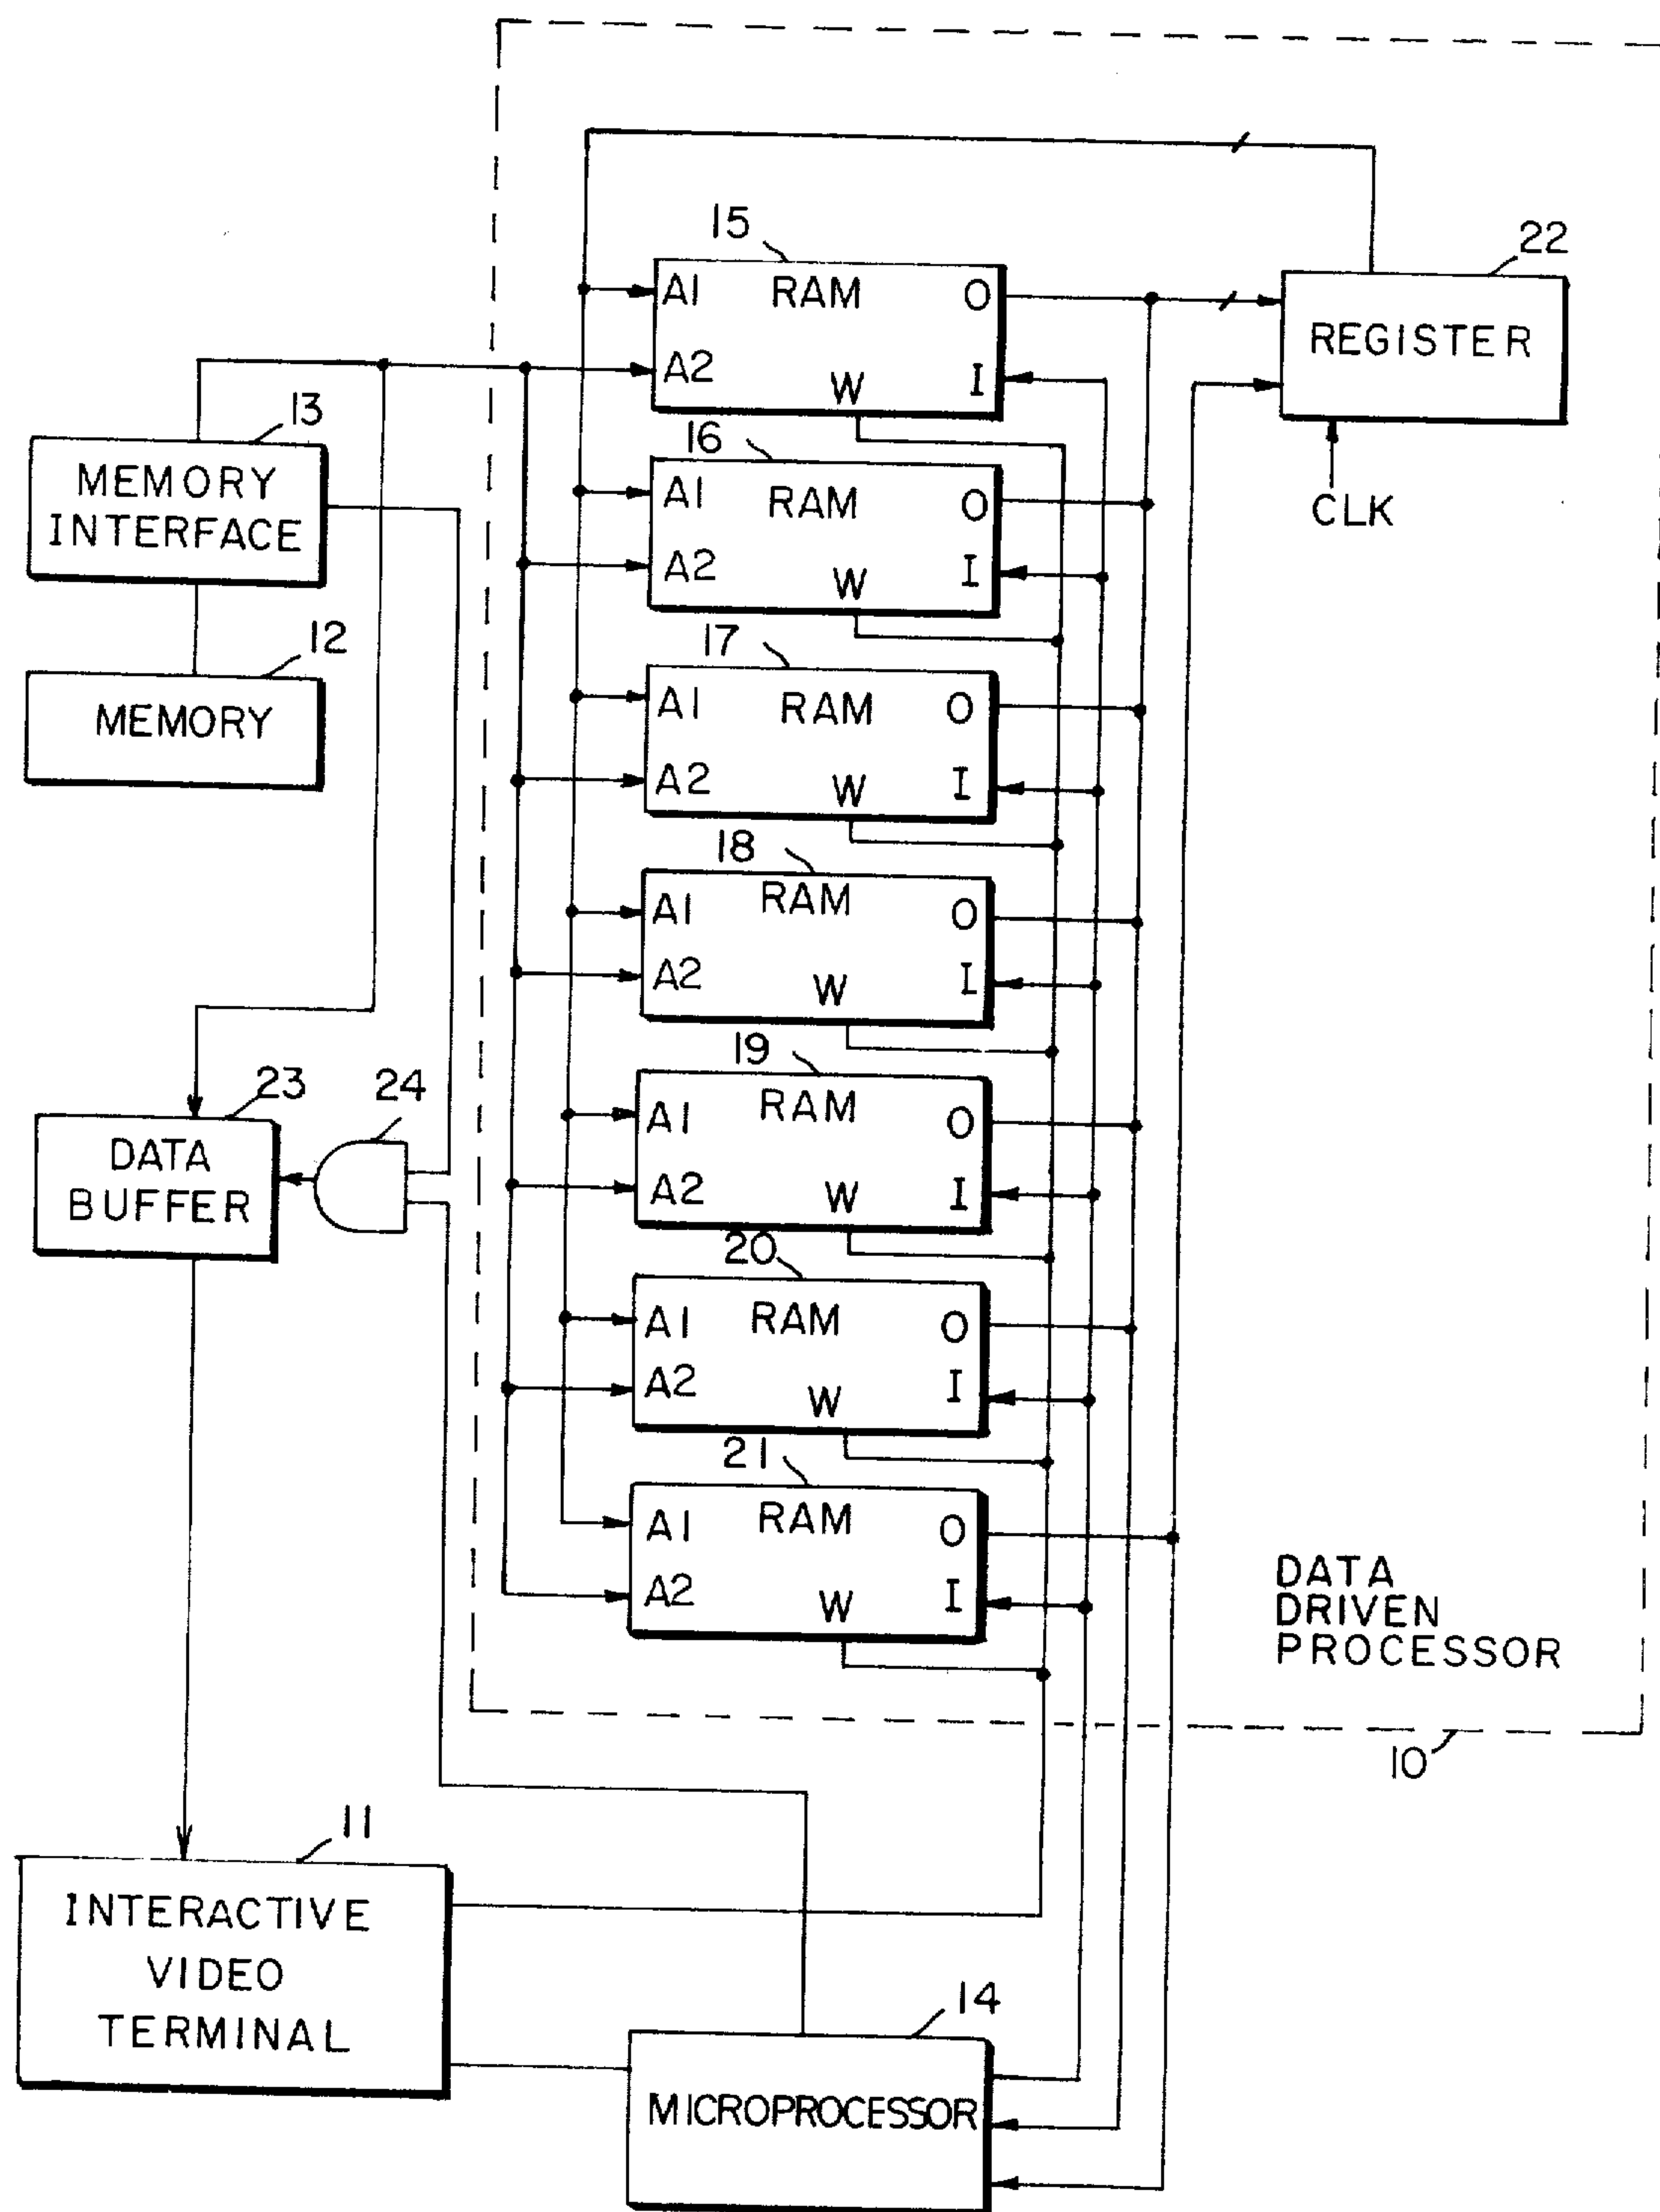 15
22
A1 RAM O
REGISTER
A2 W I
CLK
13
MEMORY
INTERFACE
16
A1 RAM O
A2 W I
12
MEMORY
17
A1 RAM O
A2 W I
18
A1 RAM O
A2 W I
23
24
DATA
BUFFER
19
A1 RAM O
A2 W I
20
A1 RAM O
A2 W I
21
A1 RAM O
A2 W I
DATA
DRIVEN
PROCESSOR
10
11
INTERACTIVE
VIDEO
TERMINAL
14
MICROPROCESSOR